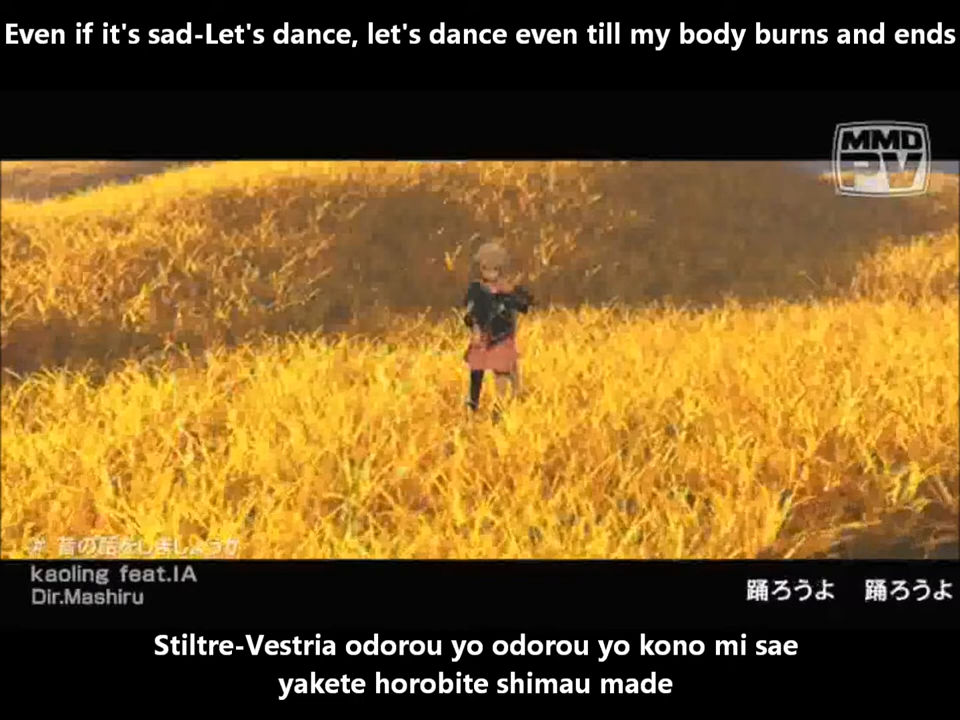 Even if it's sad-Let's dance, let's dance even till my body burns and ends
MMD
PV
# 昔の話をしましょうか
kaoling feat.IA
Dir.Mashiru
踊ろうよ 踊ろうよ
Stiltre-Vestria odorou yo odorou yo kono mi sae
yakete horobite shimau made